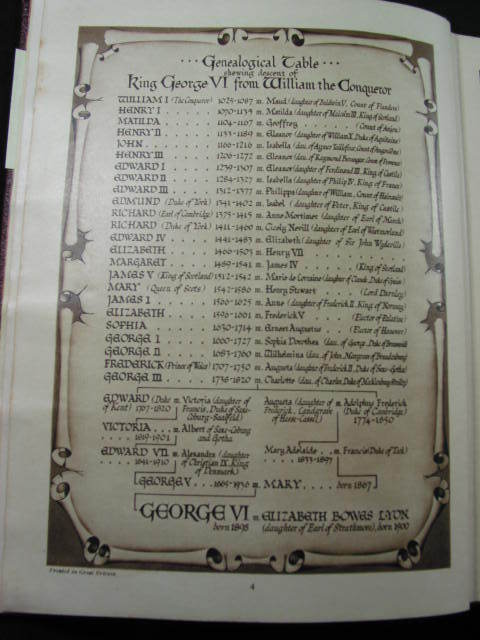 ··· Genealogical Table ···
shewing descent of
King George VI from William the Conqueror
WILLIAM I (The Conqueror) 1025-1087 m. Maud (daughter of Baldwin V, Count of Flanders)
HENRY I . . . . . 1070-1135 m. Matilda (daughter of Malcolm III, King of Scotland)
MATILDA . . . . . 1104-1167 m. Geoffrey . . . (Count of Anjou)
HENRY II . . . . . 1133-1189 m. Eleanor (daughter of William X, Duke of Aquitaine)
JOHN . . . . . 1166-1216 m. Isabella (dau. of Aymer Taillefer, Count of Angoulême)
HENRY III . . . . . 1206-1272 m. Eleanor (dau. of Raymond Berenger, Count of Provence)
EDWARD I . . . . . 1239-1307 m. Eleanor (daughter of Ferdinand III, King of Castile)
EDWARD II . . . . . 1284-1327 m. Isabella (daughter of Philip IV, King of France)
EDWARD III . . . . . 1312-1377 m. Philippa (daughter of William, Count of Hainault)
EDMUND (Duke of York) 1341-1402 m. Isabel (daughter of Peter, King of Castile)
RICHARD (Earl of Cambridge) 1375-1415 m. Anne Mortimer (daughter of Earl of March)
RICHARD (Duke of York) 1411-1460 m. Cicely Nevill (daughter of Earl of Westmorland)
EDWARD IV . . . . 1441-1483 m. Elizabeth (daughter of Sir John Wydeville)
ELIZABETH . . . . 1466-1503 m. Henry VII . . . . .
MARGARET . . . . 1489-1541 m. James IV . . . (King of Scotland)
JAMES V (King of Scotland) 1512-1542 m. Marie de Lorraine (daughter of Claude, Duke of Guise)
MARY (Queen of Scots) 1542-1586 m. Henry Stewart (Lord Darnley)
JAMES I . . . . . 1566-1625 m. Anne (daughter of Frederick II, King of Norway)
ELIZABETH . . . . 1596-1661 m. Frederick V (Elector of Palatine)
SOPHIA . . . . . 1630-1714 m. Ernest Augustus (Elector of Hanover)
GEORGE I . . . . 1660-1727 m. Sophia Dorothea (dau. of George, Duke of Brunswick)
GEORGE II . . . . 1683-1760 m. Wilhelmina (dau. of John, Margrave of Brandenburg)
FREDERICK (Prince of Wales) 1707-1750 m. Augusta (daughter of Frederick II, Duke of Saxe-Gotha)
GEORGE III . . . . 1738-1820 m. Charlotte (dau. of Charles, Duke of Mecklenburg-Strelitz)
EDWARD (Duke of Kent) 1767-1820 m. Victoria (daughter of Francis, Duke of Saxe-Coburg-Saalfeld)
Augusta (daughter of Frederick, Landgrave of Hesse-Cassel) m. Adolphus Frederick (Duke of Cambridge) 1774-1850
VICTORIA . . . . 1819-1901 m. Albert of Saxe-Coburg and Gotha
EDWARD VII . . . . 1841-1910 m. Alexandra (daughter of Christian IX, King of Denmark)
Mary Adelaide . . . . 1833-1897 m. Francis (Duke of Teck)
GEORGE V . . . . 1865-1936 m. MARY . . . . born 1867
GEORGE VI m. ELIZABETH BOWES LYON
born 1895 (daughter of Earl of Strathmore), born 1900
Printed in Great Britain
4